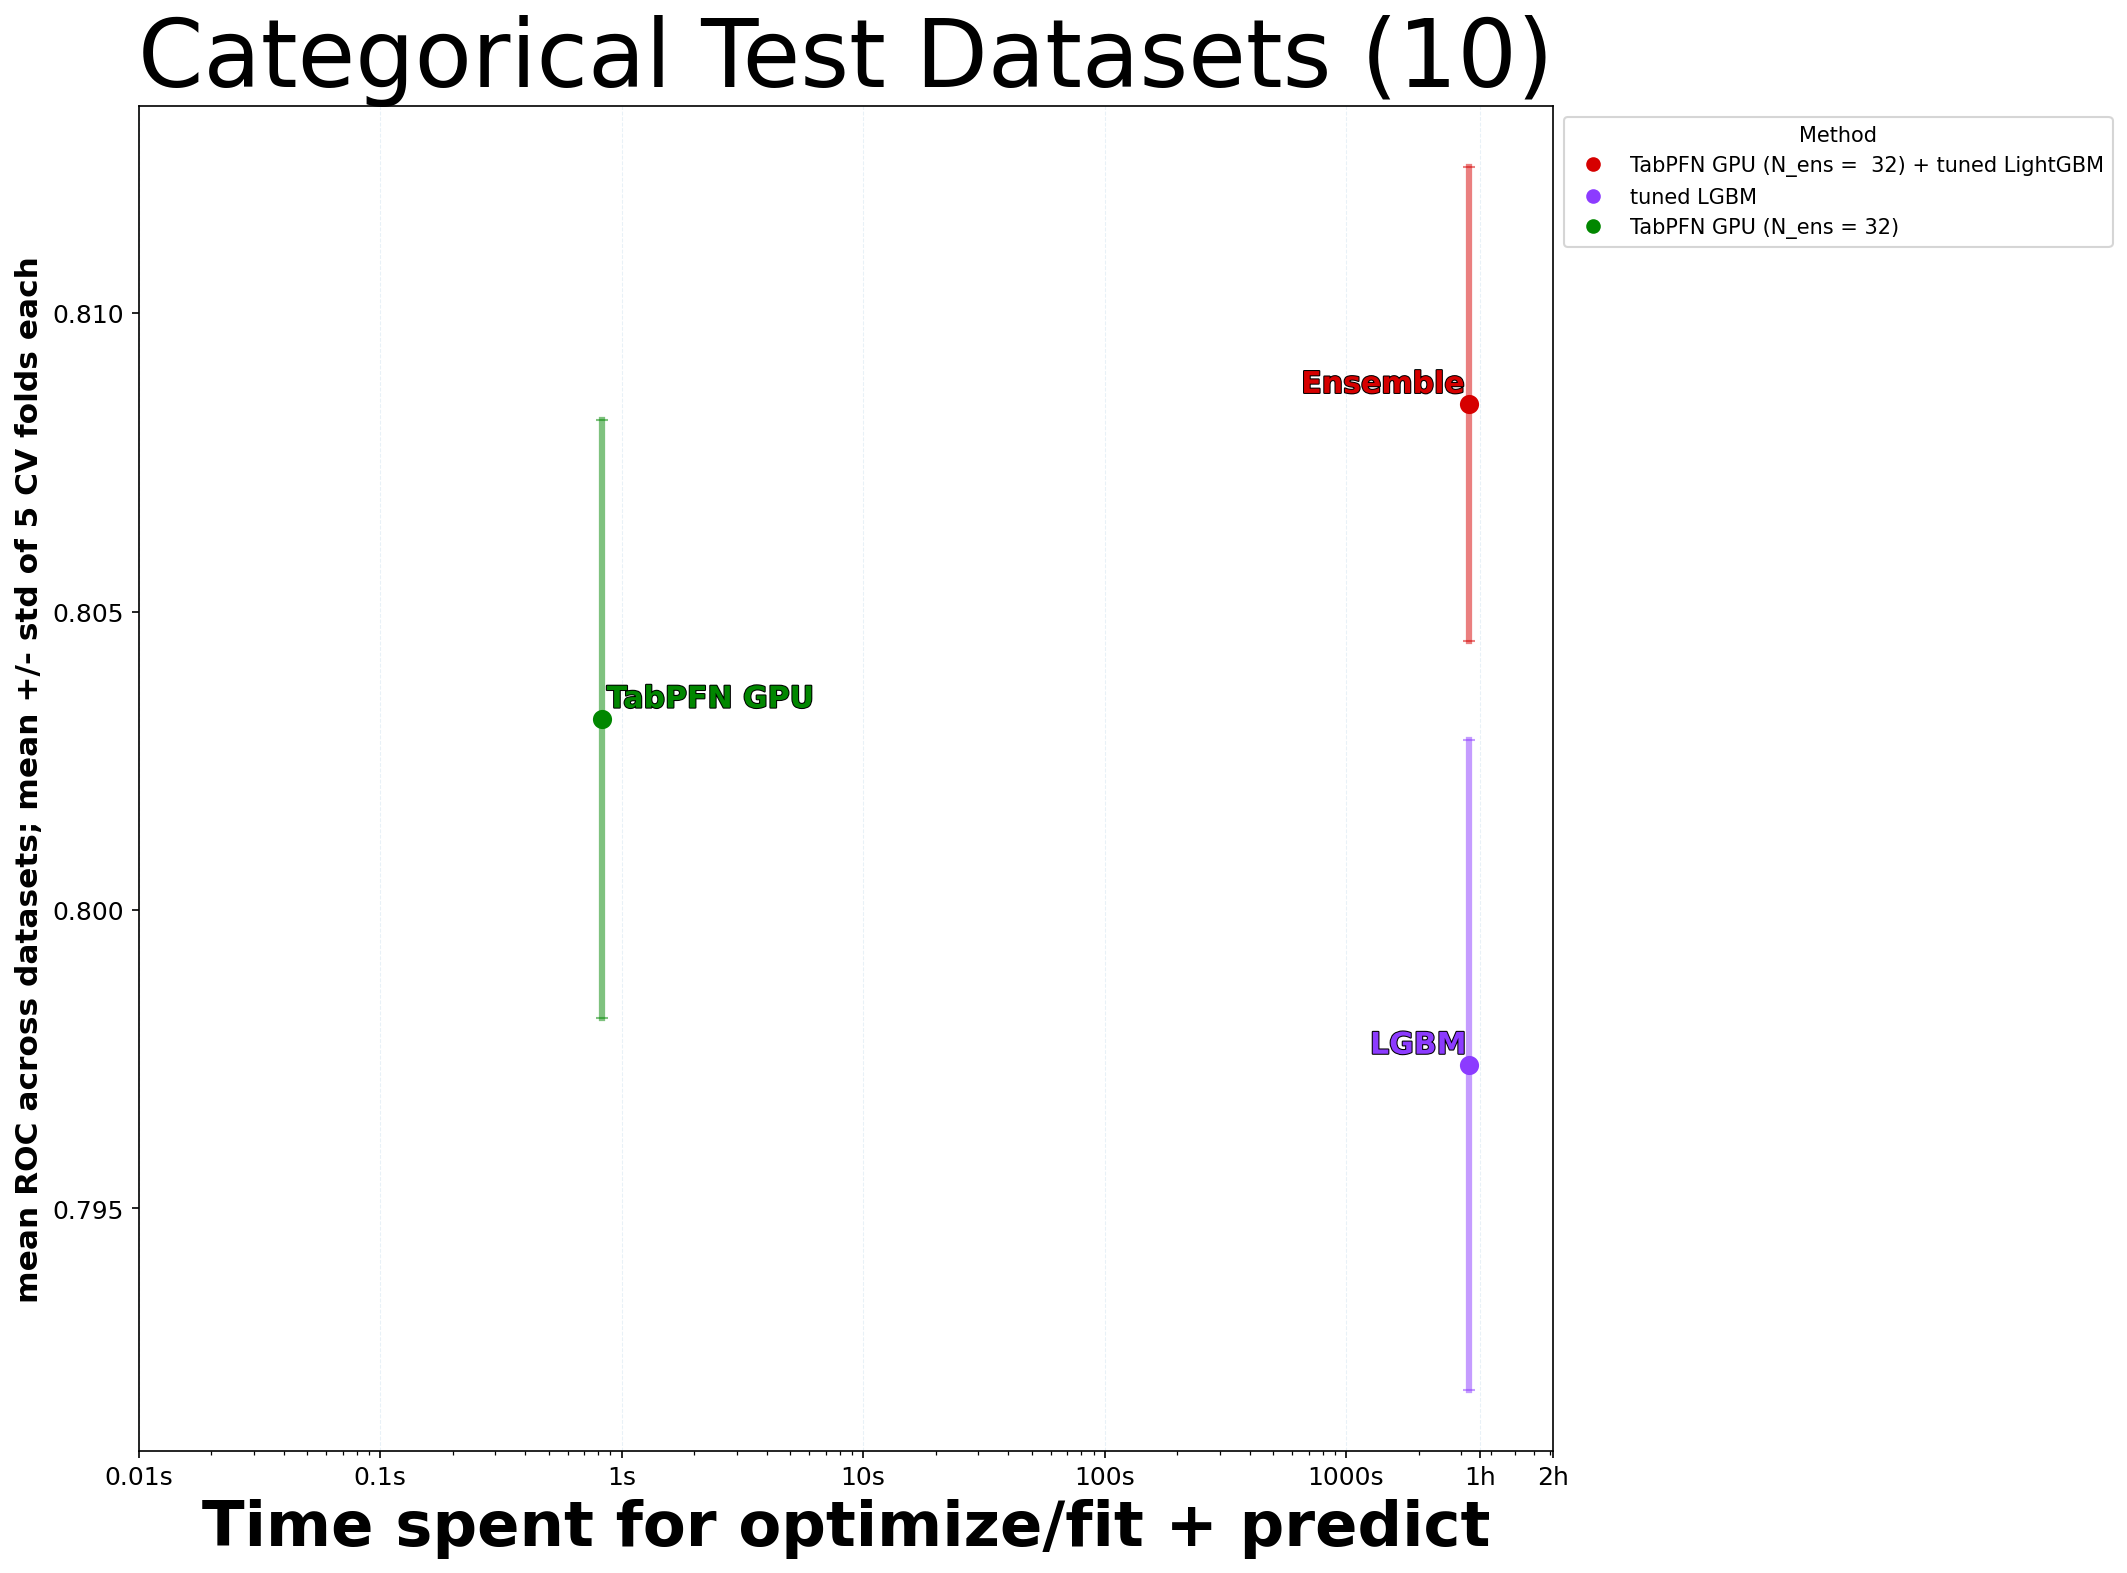 Categorical Test Datasets (10)
Method
TabPFN GPU (N_ens =  32) + tuned LightGBM
tuned LGBM
TabPFN GPU (N_ens = 32)
mean ROC across datasets; mean +/- std of 5 CV folds each
0.810
0.805
0.800
0.795
Ensemble
TabPFN GPU
LGBM
0.01s
0.1s
1s
10s
100s
1000s
1h
2h
Time spent for optimize/fit + predict